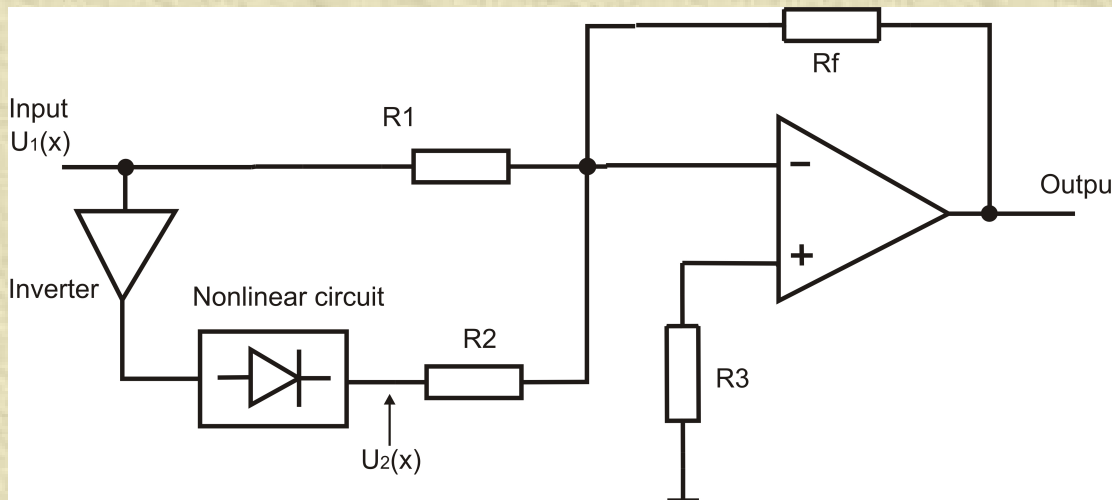 Rf
Input
U₁(x)
R1
−
Outpu
+
Inverter
Nonlinear circuit
R2
R3
U₂(x)